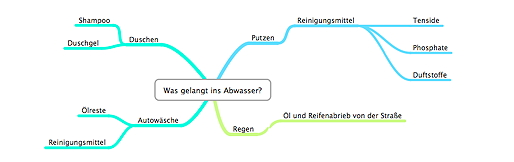 Shampoo
Duschgel
Duschen
Putzen
Reinigungsmittel
Tenside
Phosphate
Duftstoffe
Was gelangt ins Abwasser?
Ölreste
Reinigungsmittel
Autowäsche
Regen
Öl und Reifenabrieb von der Straße